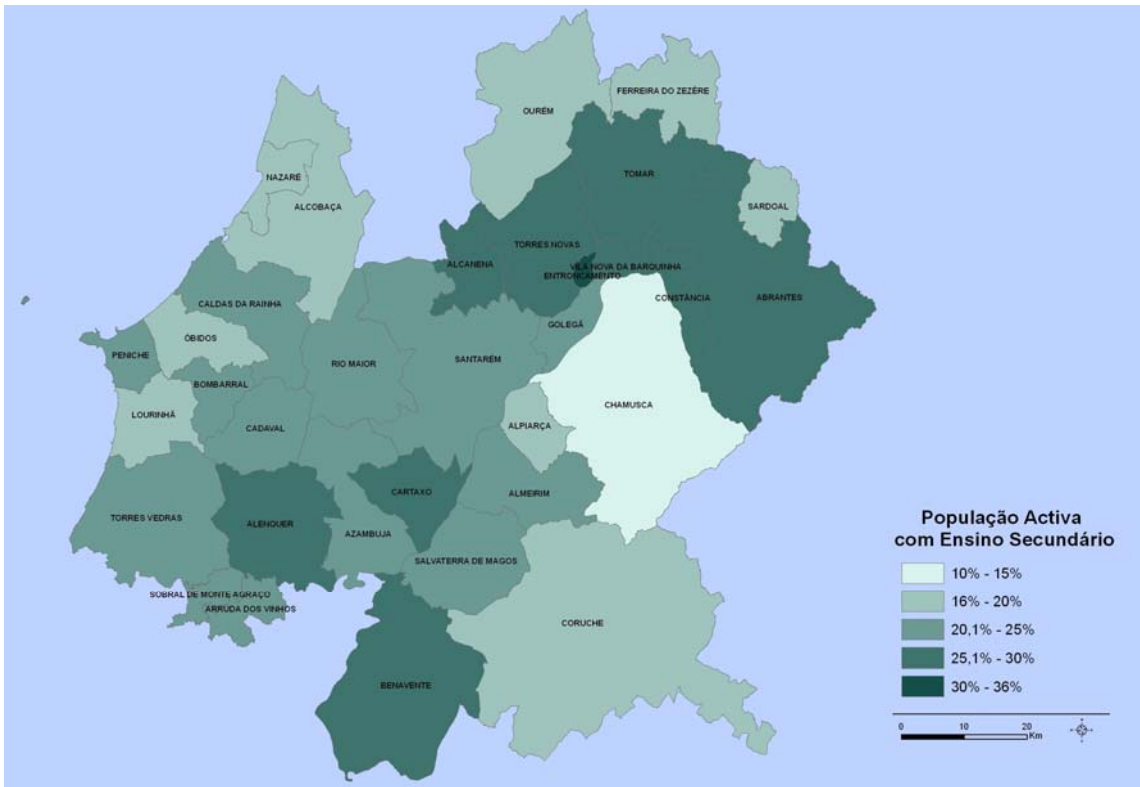 OURÉM
FERREIRA DO ZEZÊRE
TOMAR
NAZARÉ
ALCOBAÇA
SARDOAL
TORRES NOVAS
ALCANENA
VILA NOVA DA BARQUINHA
ENTRONCAMENTO
CONSTÂNCIA
ABRANTES
CALDAS DA RAINHA
GOLEGÃ
ÓBIDOS
PENICHE
RIO MAIOR
SANTARÉM
BOMBARRAL
CHAMUSCA
LOURINHÃ
CADAVAL
ALPIARÇA
CARTAXO
ALMEIRIM
TORRES VEDRAS
ALENQUER
AZAMBUJA
SALVATERRA DE MAGOS
SOBRAL DE MONTE AGRAÇO
ARRUDA DOS VINHOS
CORUCHE
BENAVENTE
População Activa
com Ensino Secundário
10% - 15%
16% - 20%
20,1% - 25%
25,1% - 30%
30% - 36%
0 10 20
Km